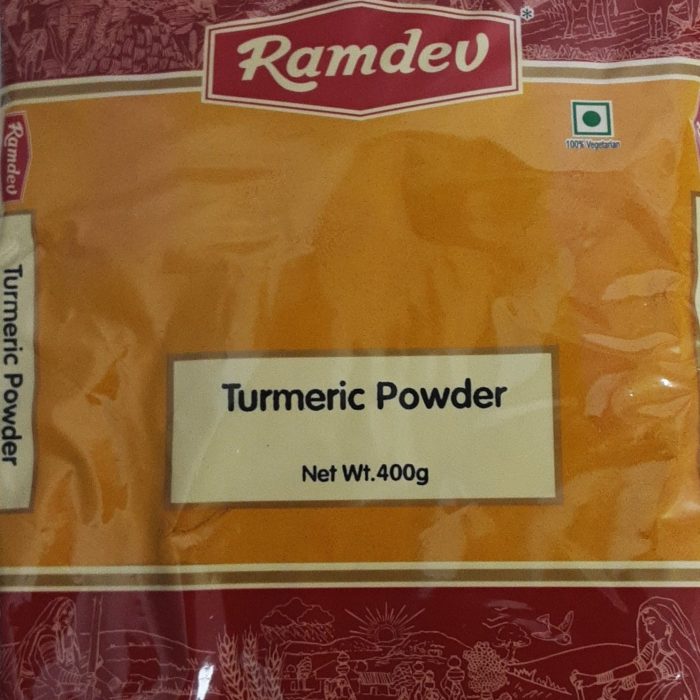 Ramdev*
100% Vegetarian
Ramdev
Turmeric Powder
Turmeric Powder
Net Wt.400g